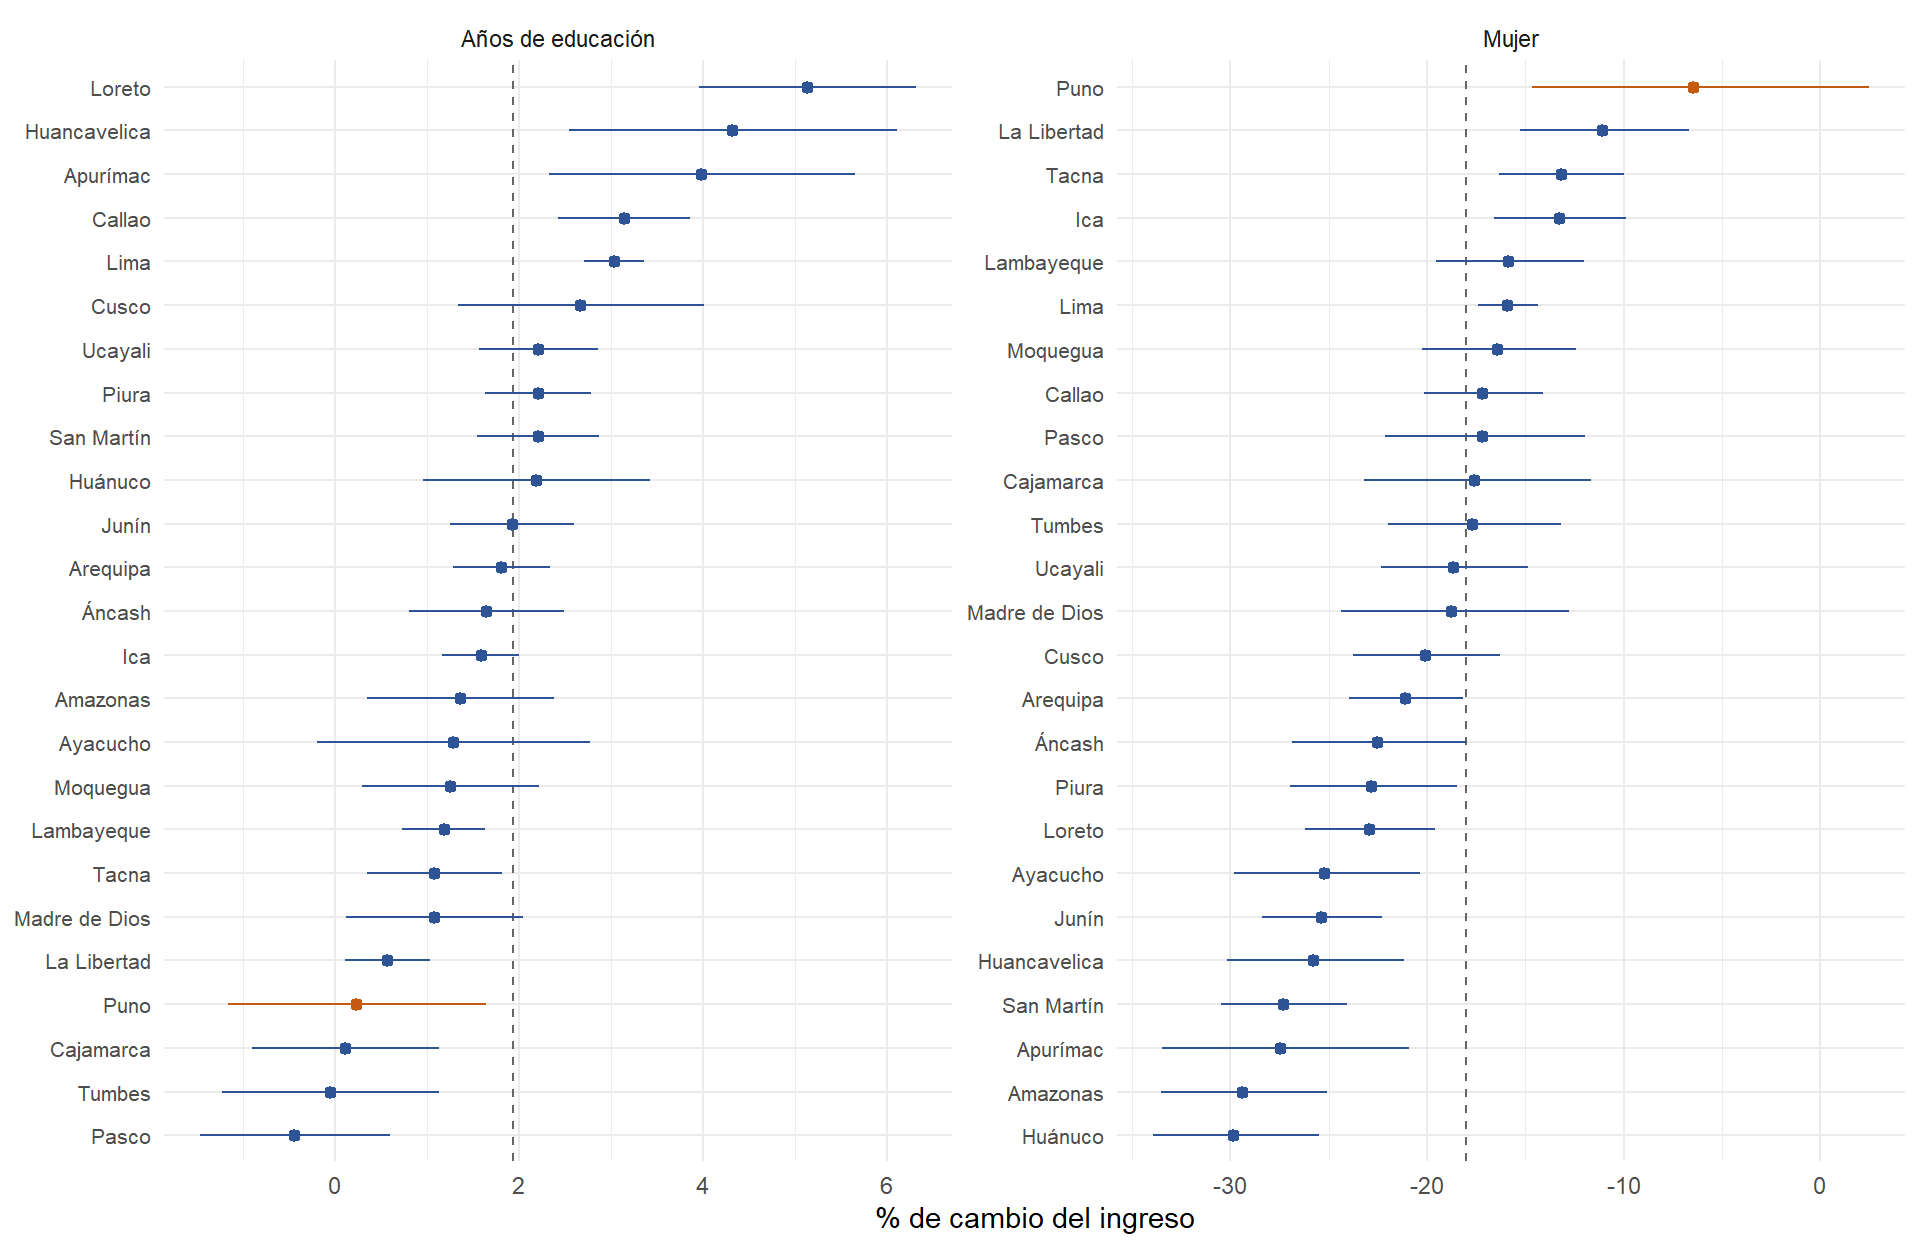 Años de educación
Loreto
Huancavelica
Apurímac
Callao
Lima
Cusco
Ucayali
Piura
San Martín
Huánuco
Junín
Arequipa
Áncash
Ica
Amazonas
Ayacucho
Moquegua
Lambayeque
Tacna
Madre de Dios
La Libertad
Puno
Cajamarca
Tumbes
Pasco
0 2 4 6
Mujer
Puno
La Libertad
Tacna
Ica
Lambayeque
Lima
Moquegua
Callao
Pasco
Cajamarca
Tumbes
Ucayali
Madre de Dios
Cusco
Arequipa
Áncash
Piura
Loreto
Ayacucho
Junín
Huancavelica
San Martín
Apurímac
Amazonas
Huánuco
-30 -20 -10 0
% de cambio del ingreso